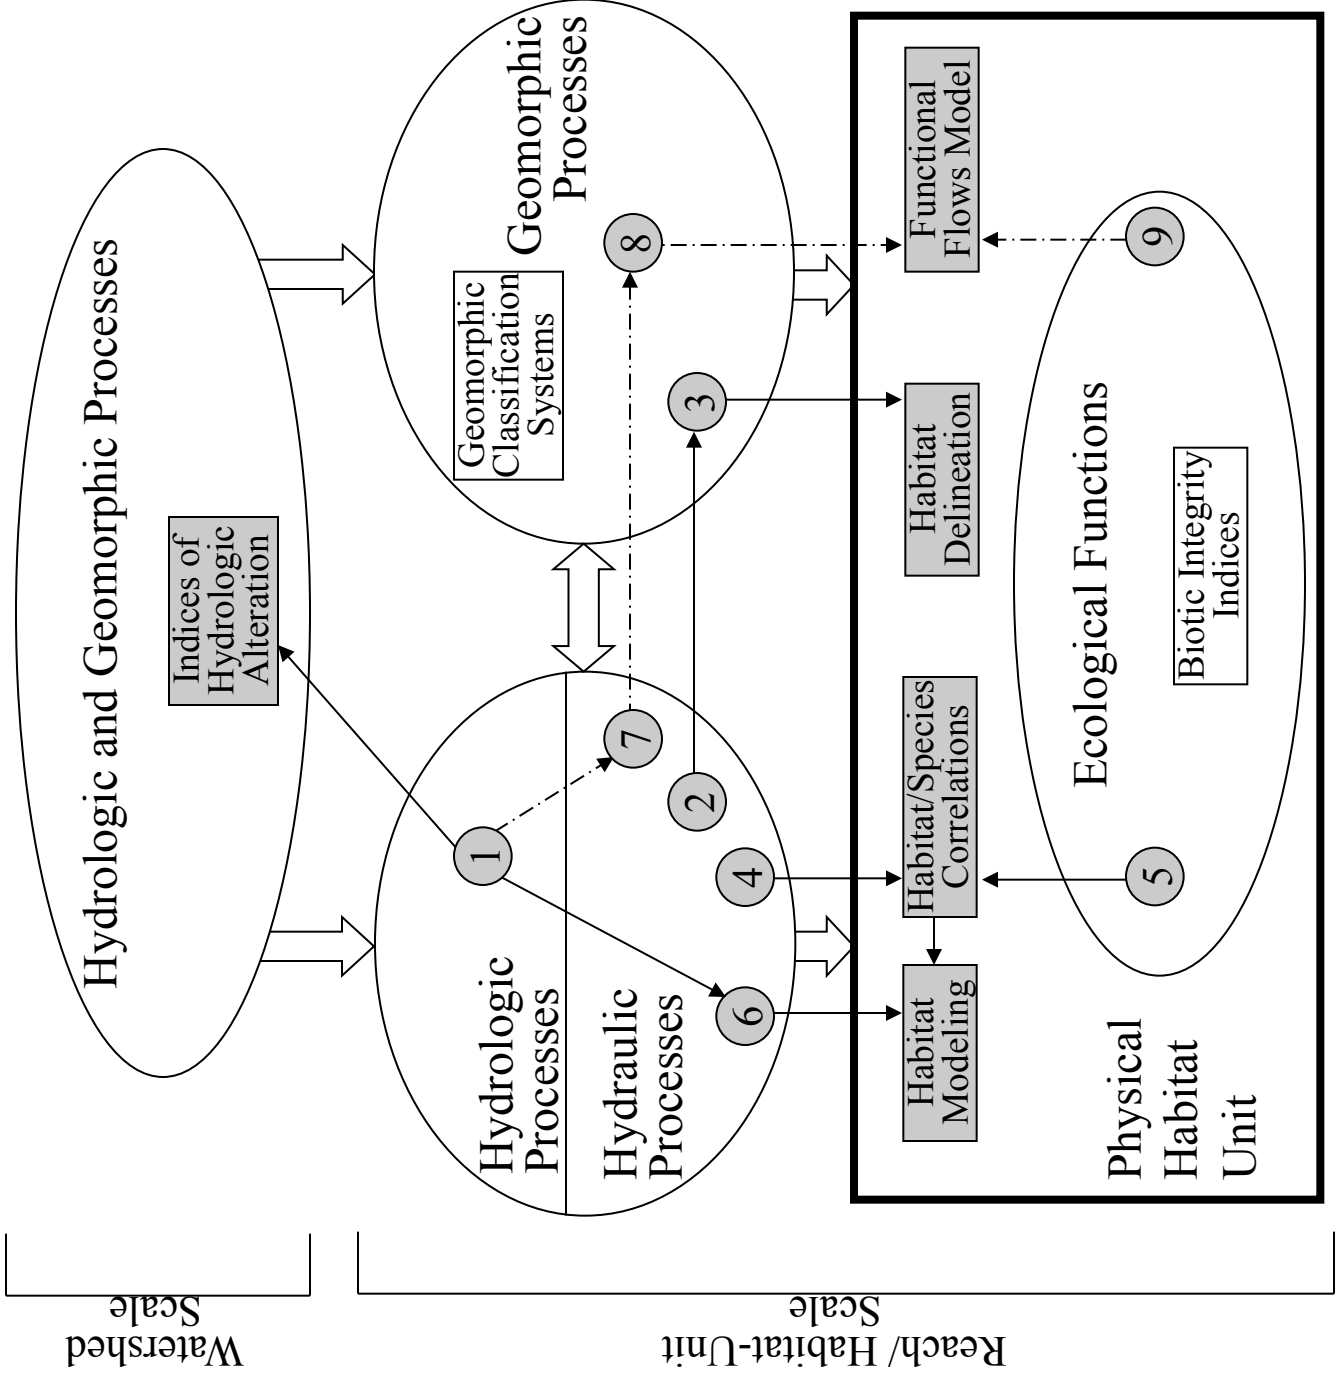 Watershed
Scale
Hydrologic and Geomorphic Processes
Indices of
Hydrologic
Alteration
Reach/ Habitat-Unit
Scale
Hydrologic
Processes
1
Hydraulic
Processes
6
4
2
7
Geomorphic
Processes
Geomorphic
Classification
Systems
3
8
Habitat
Modeling
Habitat/Species
Correlations
Habitat
Delineation
Functional
Flows Model
Physical
Habitat
Unit
Ecological Functions
5
Biotic Integrity
Indices
9